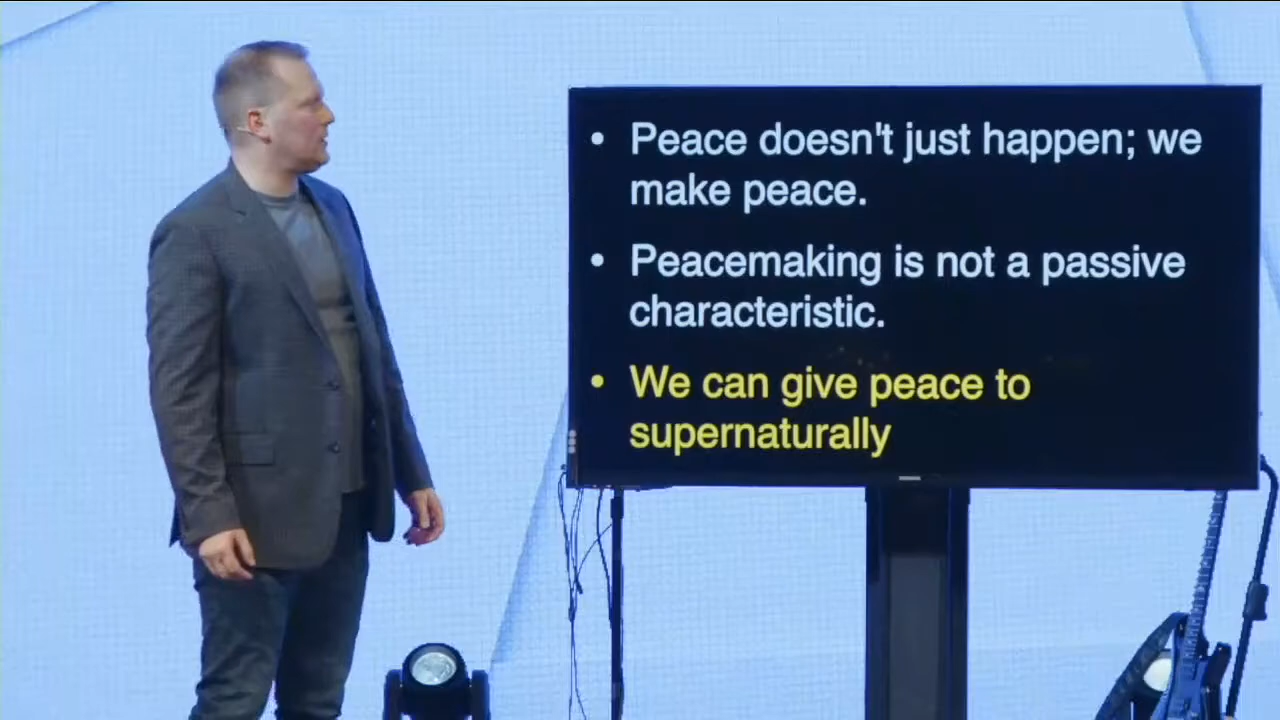 • Peace doesn't just happen; we
make peace.
• Peacemaking is not a passive
characteristic.
• We can give peace to
supernaturally